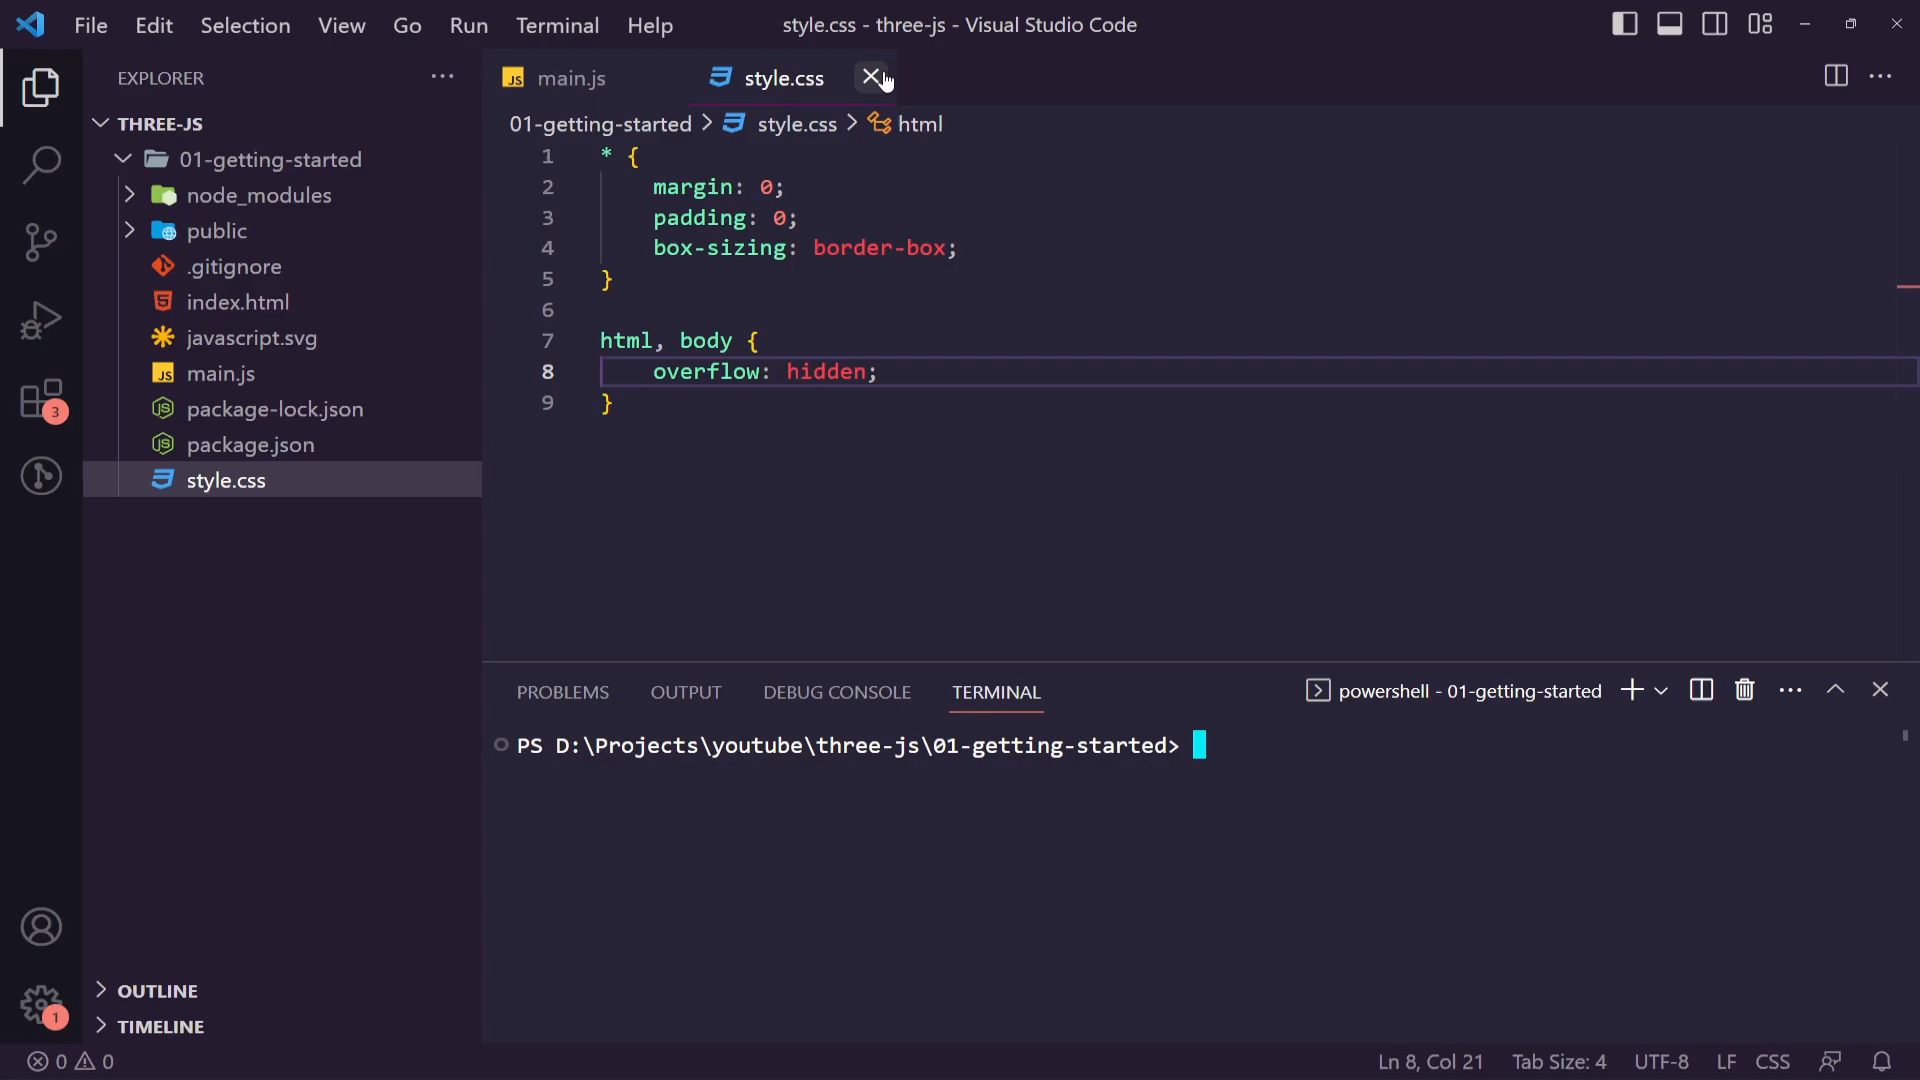 File Edit Selection View Go Run Terminal Help style.css - three-js - Visual Studio Code
EXPLORER
THREE-JS
01-getting-started
node_modules
public
.gitignore
index.html
javascript.svg
JS main.js
package-lock.json
package.json
style.css
OUTLINE
TIMELINE
3
1
JS main.js style.css
01-getting-started > style.css > html
1 * {
2 margin: 0;
3 padding: 0;
4 box-sizing: border-box;
5 }
6
7 html, body {
8 overflow: hidden;
9 }
PROBLEMS OUTPUT DEBUG CONSOLE TERMINAL powershell - 01-getting-started
PS D:\Projects\youtube\three-js\01-getting-started>
0 0 Ln 8, Col 21 Tab Size: 4 UTF-8 LF CSS